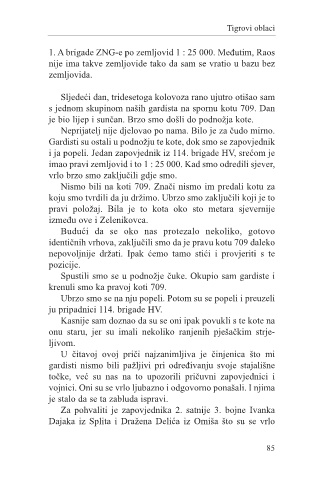 Tigrovi oblaci
1. A brigade ZNG-e po zemljovid 1 : 25 000. Međutim, Raos
nije ima takve zemljovide tako da sam se vratio u bazu bez
zemljovida.
Sljedeći dan, tridesetoga kolovoza rano ujutro otišao sam
s jednom skupinom naših gardista na spornu kotu 709. Dan
je bio lijep i sunčan. Brzo smo došli do podnožja kote.
Neprijatelj nije djelovao po nama. Bilo je za čudo mirno.
Gardisti su ostali u podnožju te kote, dok smo se zapovjednik
i ja popeli. Jedan zapovjednik iz 114. brigade HV, srećom je
imao pravi zemljovid i to 1 : 25 000. Kad smo odredili sjever,
vrlo brzo smo zaključili gdje smo.
Nismo bili na koti 709. Znači nismo im predali kotu za
koju smo tvrdili da ju držimo. Ubrzo smo zaključili koji je to
pravi položaj. Bila je to kota oko sto metara sjevernije
između ove i Zelenikovca.
Budući da se oko nas protezalo nekoliko, gotovo
identičnih vrhova, zaključili smo da je pravu kotu 709 daleko
nepovoljnije držati. Ipak ćemo tamo stići i provjeriti s te
pozicije.
Spustili smo se u podnožje čuke. Okupio sam gardiste i
krenuli smo ka pravoj koti 709.
Ubrzo smo se na nju popeli. Potom su se popeli i preuzeli
ju pripadnici 114. brigade HV.
Kasnije sam doznao da su se oni ipak povukli s te kote na
onu staru, jer su imali nekoliko ranjenih pješačkim strje-
ljivom.
U čitavoj ovoj priči najzanimljiva je činjenica što mi
gardisti nismo bili pažljivi pri određivanju svoje stajališne
točke, već su nas na to upozorili pričuvni zapovjednici i
vojnici. Oni su se vrlo ljubazno i odgovorno ponašali. I njima
je stalo da se ta zabluda ispravi.
Za pohvaliti je zapovjednika 2. satnije 3. bojne Ivanka
Dajaka iz Splita i Dražena Delića iz Omiša što su se vrlo
85